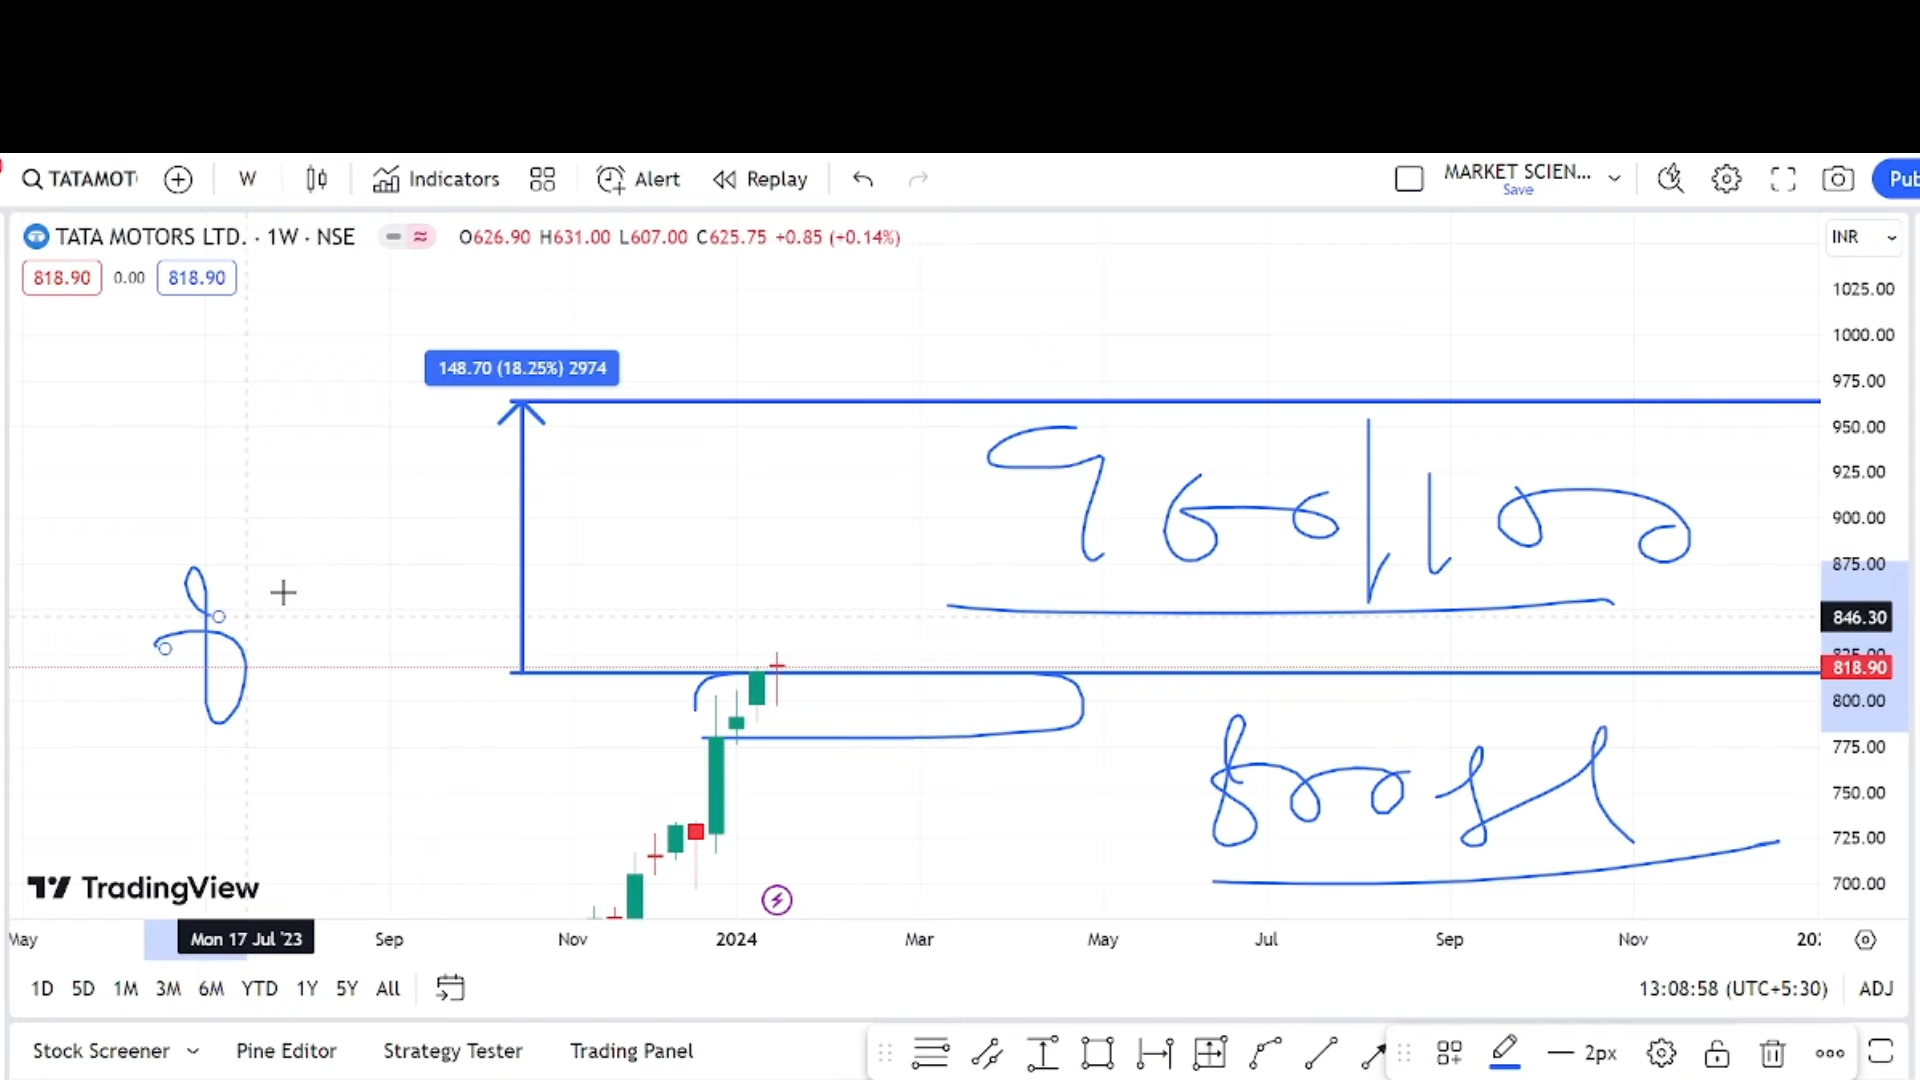 TATAMOT W Indicators Alert Replay MARKET SCIEN... Save Pub
TATA MOTORS LTD. · 1W · NSE O626.90 H631.00 L607.00 C625.75 +0.85 (+0.14%) INR
818.90 0.00 818.90
1025.00
1000.00
975.00
148.70 (18.25%) 2974
950.00
925.00
900.00
875.00
846.30
825.00
818.90
800.00
775.00
750.00
725.00
700.00
TradingView
May Mon 17 Jul '23 Sep Nov 2024 Mar May Jul Sep Nov 202
1D 5D 1M 3M 6M YTD 1Y 5Y All 13:08:58 (UTC+5:30) ADJ
Stock Screener Pine Editor Strategy Tester Trading Panel 2px